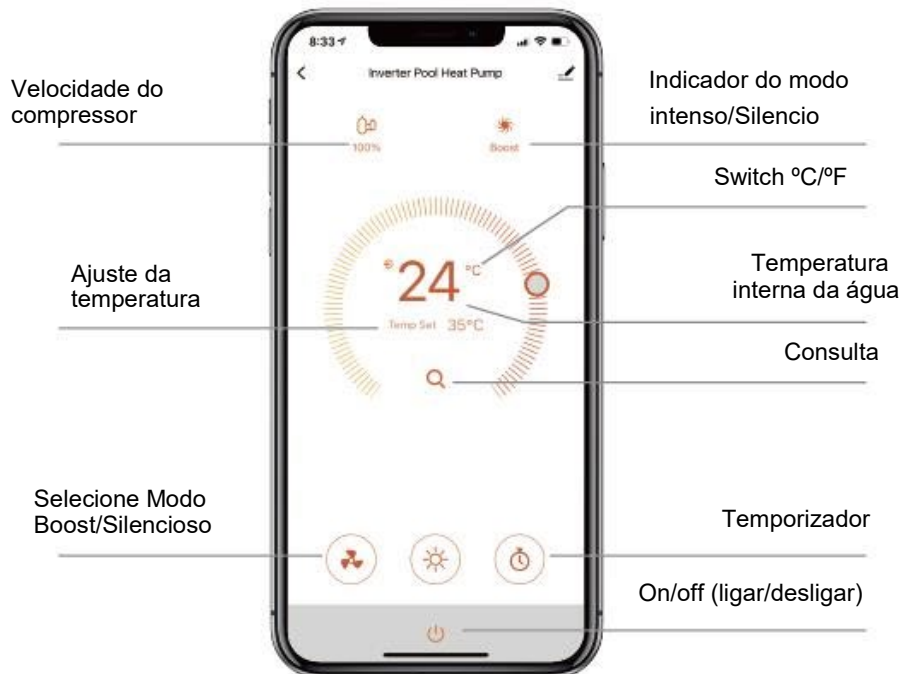 8:33
Inverter Pool Heat Pump
Velocidade do
compressor
100%
Boost
Indicador do modo
intenso/Silencio
Switch ºC/ºF
Ajuste da
temperatura
24 °C
Temp Set 35°C
Temperatura
interna da água
Consulta
Selecione Modo
Boost/Silencioso
Temporizador
On/off (ligar/desligar)